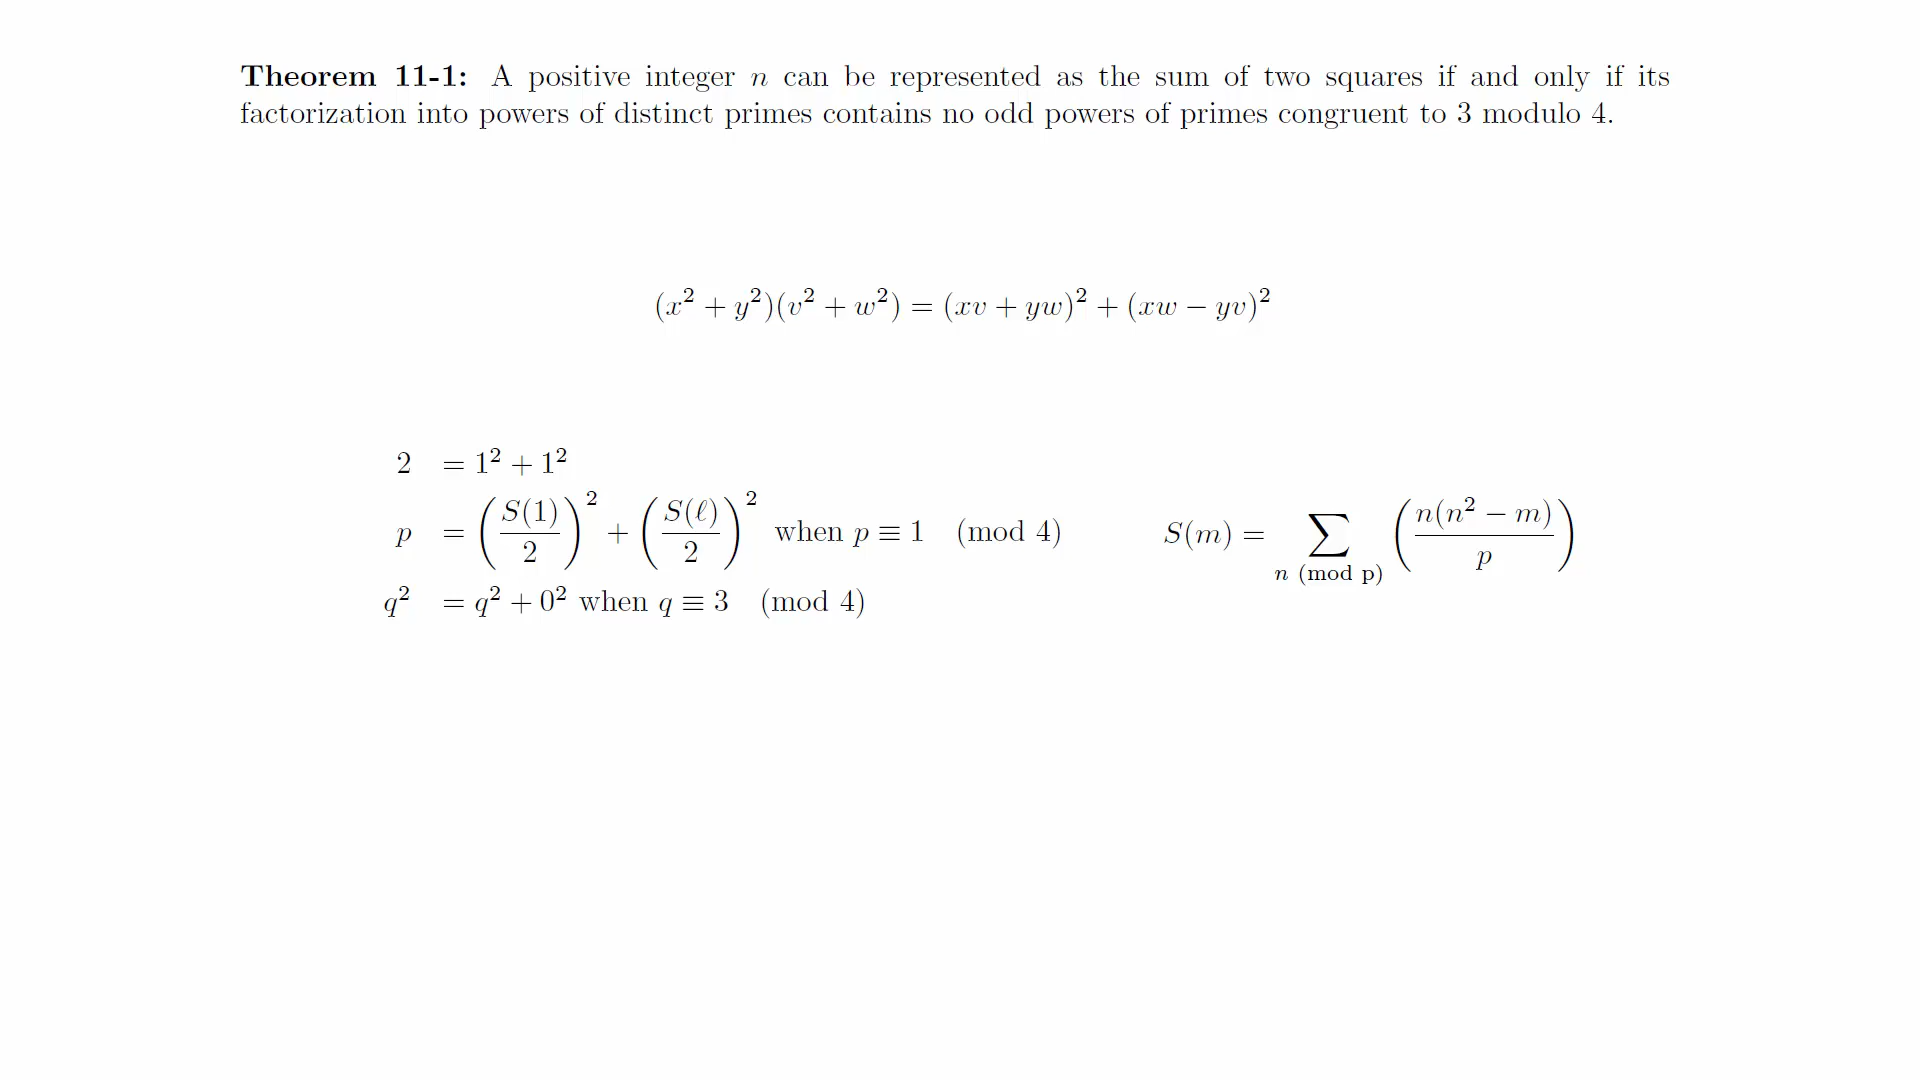 Theorem 11-1: A positive integer n can be represented as the sum of two squares if and only if its
factorization into powers of distinct primes contains no odd powers of primes congruent to 3 modulo 4.
(x² + y²)(v² + w²) = (xv + yw)² + (xw − yv)²
2 = 1² + 1²
p = (S(1)/2)² + (S(ℓ)/2)² when p ≡ 1 (mod 4)
S(m) = ∑_{n (mod p)} (n(n² − m)/p)
q² = q² + 0² when q ≡ 3 (mod 4)